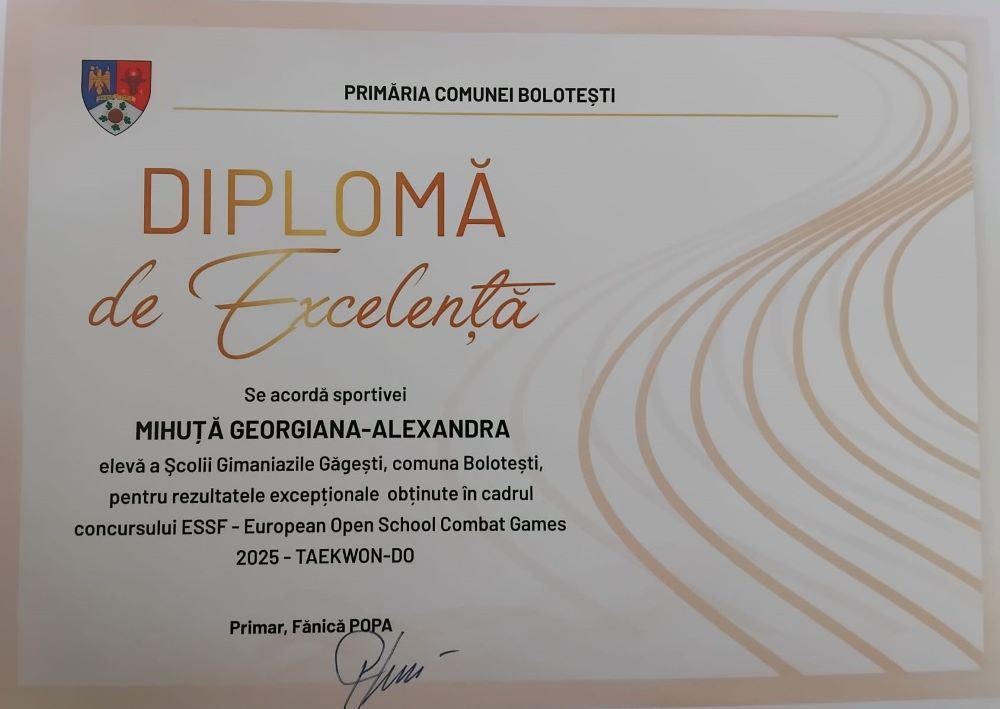 PRIMĂRIA COMUNEI BOLOTEȘTI
DIPLOMĂ
de Excelență
Se acordă sportivei
MIHUȚĂ GEORGIANA-ALEXANDRA
elevă a Școlii Gimaniazile Găgești, comuna Bolotești,
pentru rezultatele excepționale obținute în cadrul
concursului ESSF - European Open School Combat Games
2025 - TAEKWON-DO
Primar, Fănică POPA